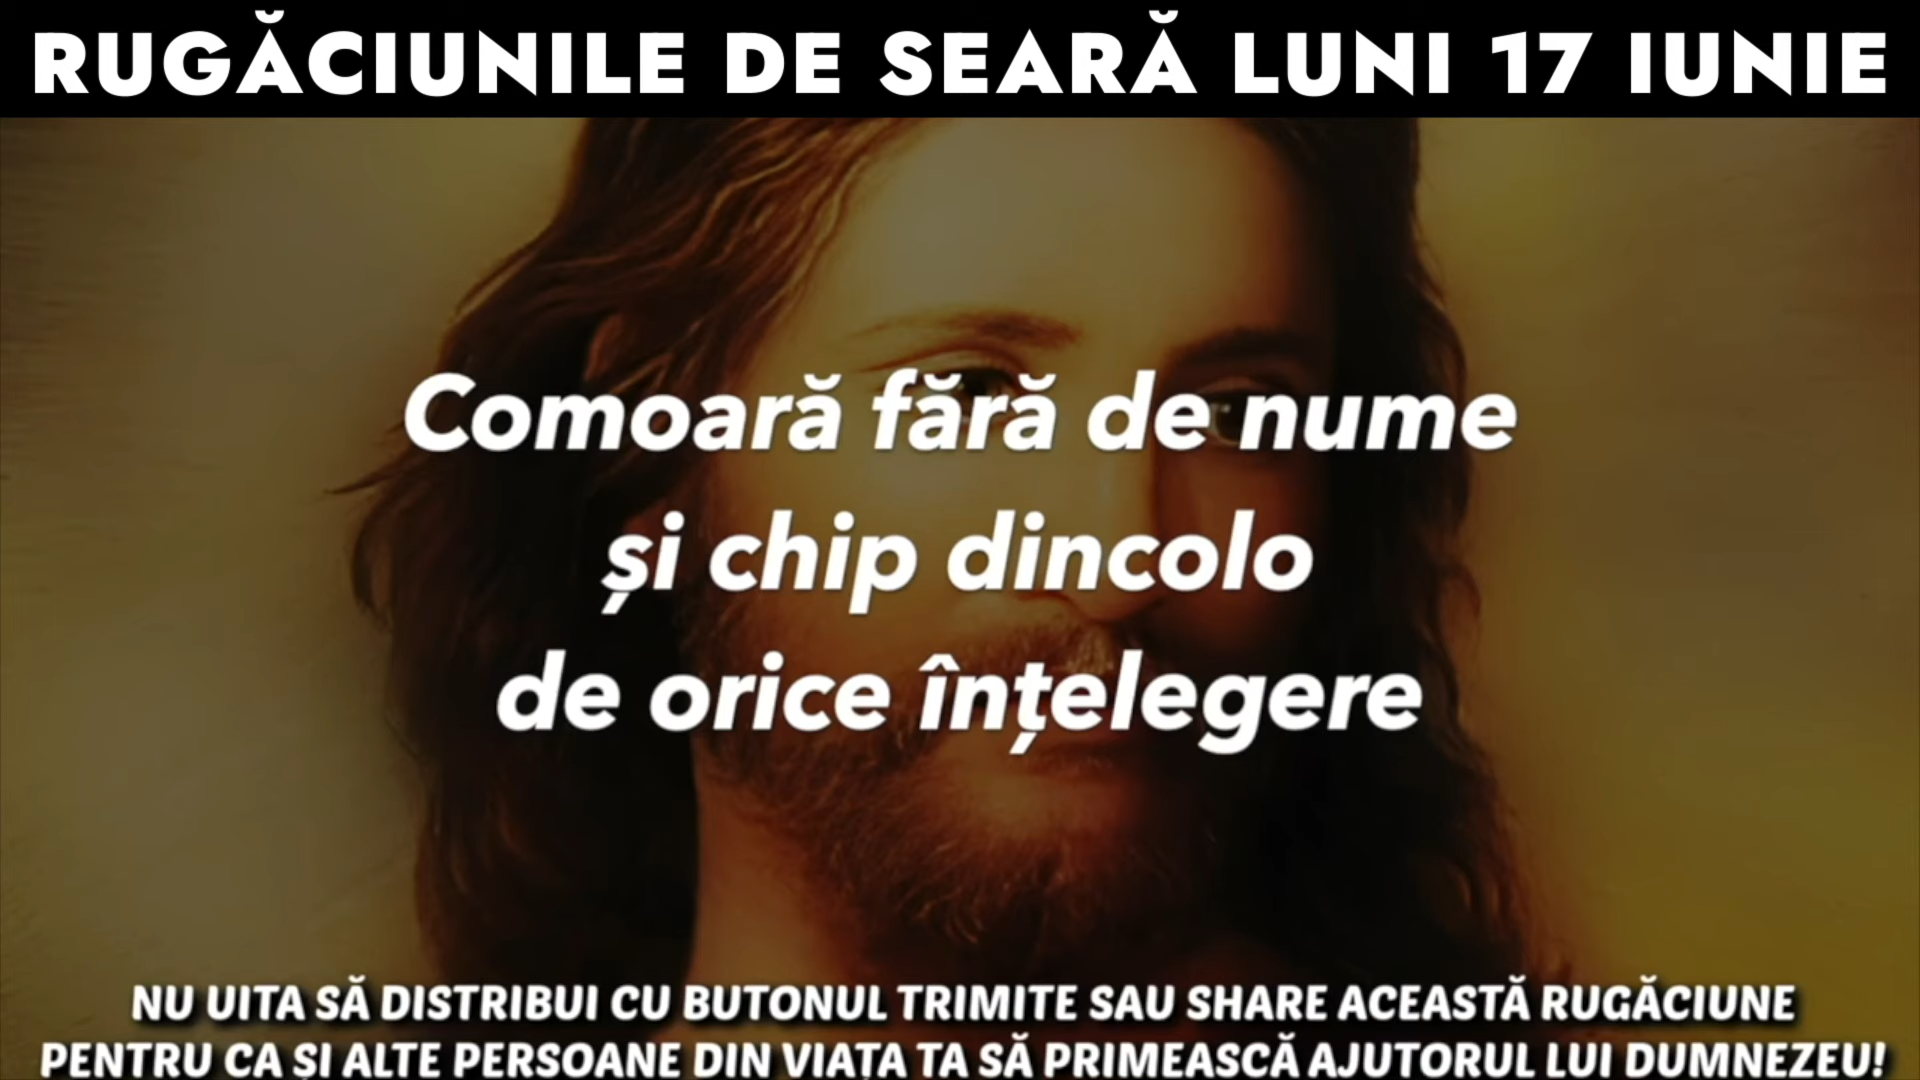 RUGĂCIUNILE DE SEARĂ LUNI 17 IUNIE
Comoară fără de nume
și chip dincolo
de orice înțelegere
NU UITA SĂ DISTRIBUI CU BUTONUL TRIMITE SAU SHARE ACEASTĂ RUGĂCIUNE
PENTRU CA ȘI ALTE PERSOANE DIN VIAȚA TA SĂ PRIMEASCĂ AJUTORUL LUI DUMNEZEU!